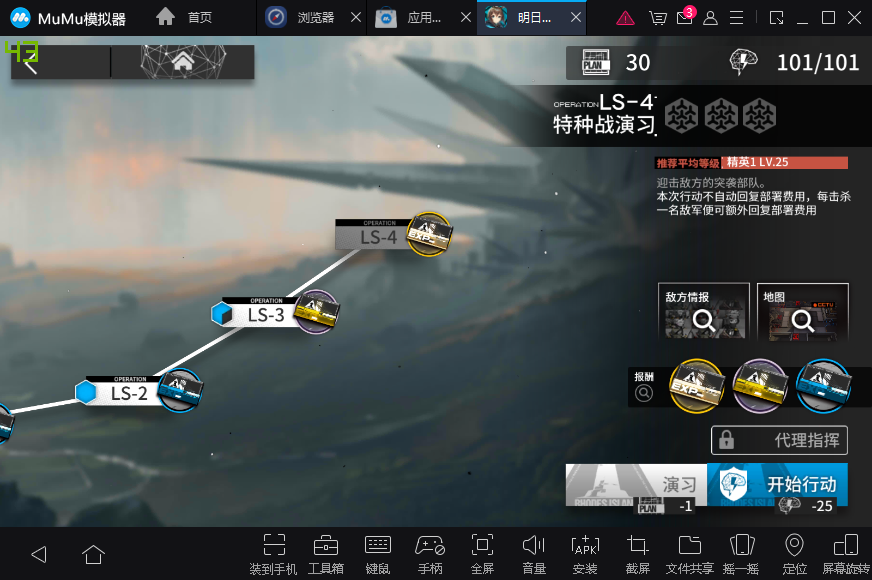 MuMu模拟器
首页
浏览器
应用...
明日...
3
43
PLAN
30
101/101
OPERATION LS-4
特种战演习
推荐平均等级 精英1 LV.25
迎击敌方的突袭部队。
本次行动不自动回复部署费用，每击杀
一名敌军便可额外回复部署费用
OPERATION
LS-4
EXP
OPERATION
LS-3
OPERATION
LS-2
敌方情报
地图
CCTV
报酬
EXP
代理指挥
演习
RHODES ISLAND
PLAN
-1
开始行动
-25
装到手机
工具箱
键鼠
手柄
全屏
音量
APK
安装
截屏
文件共享
摇一摇
定位
屏幕旋转